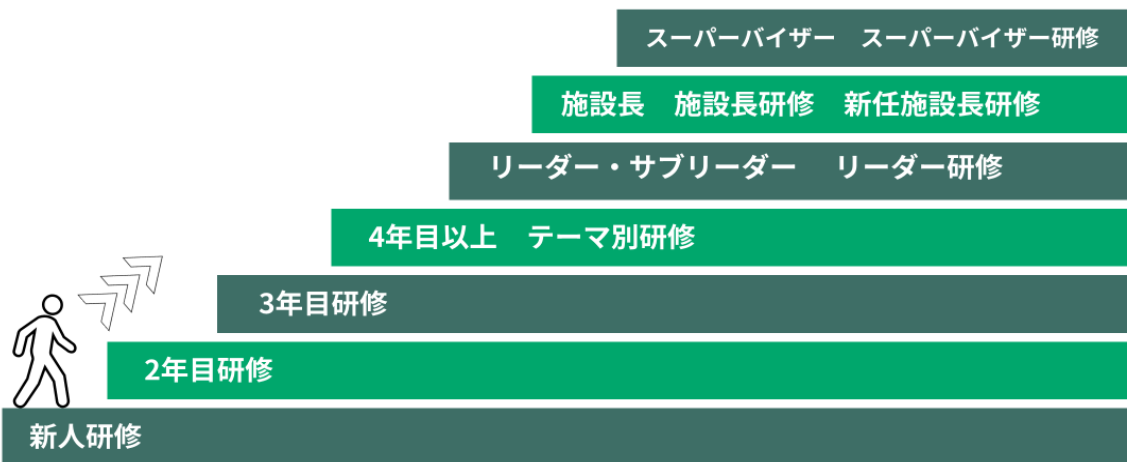 スーパーバイザー　スーパーバイザー研修
施設長　施設長研修　新任施設長研修
リーダー・サブリーダー　リーダー研修
4年目以上　テーマ別研修
3年目研修
2年目研修
新人研修